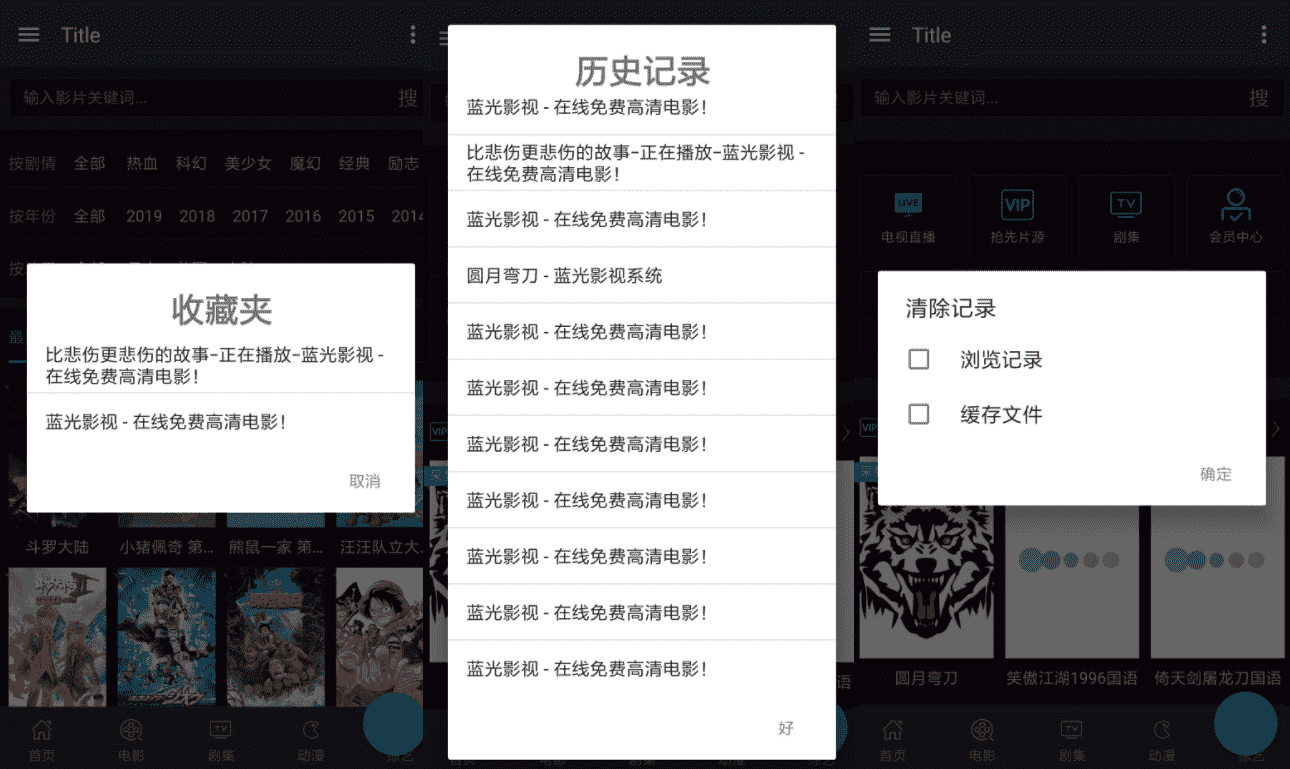 Title
输入影片关键词...
搜
按剧情 全部 热血 科幻 美少女 魔幻 经典 励志
按年份 全部 2019 2018 2017 2016 2015 2014
收藏夹
比悲伤更悲伤的故事-正在播放-蓝光影视 -
在线免费高清电影！
蓝光影视 - 在线免费高清电影！
取消
斗罗大陆 小猪佩奇 第... 熊鼠一家 第... 汪汪队立大.
首页 电影 剧集 动漫 综艺
历史记录
蓝光影视 - 在线免费高清电影！
比悲伤更悲伤的故事-正在播放-蓝光影视 -
在线免费高清电影！
蓝光影视 - 在线免费高清电影！
圆月弯刀 - 蓝光影视系统
蓝光影视 - 在线免费高清电影！
蓝光影视 - 在线免费高清电影！
蓝光影视 - 在线免费高清电影！
蓝光影视 - 在线免费高清电影！
蓝光影视 - 在线免费高清电影！
蓝光影视 - 在线免费高清电影！
蓝光影视 - 在线免费高清电影！
好
VIP
国语
Title
输入影片关键词...
搜
LIVE VIP TV
电视直播 抢先片源 剧集 会员中心
清除记录
浏览记录
缓存文件
确定
VIP
圆月弯刀 笑傲江湖1996国语 倚天剑屠龙刀国语
首页 电影 剧集 动漫 综艺